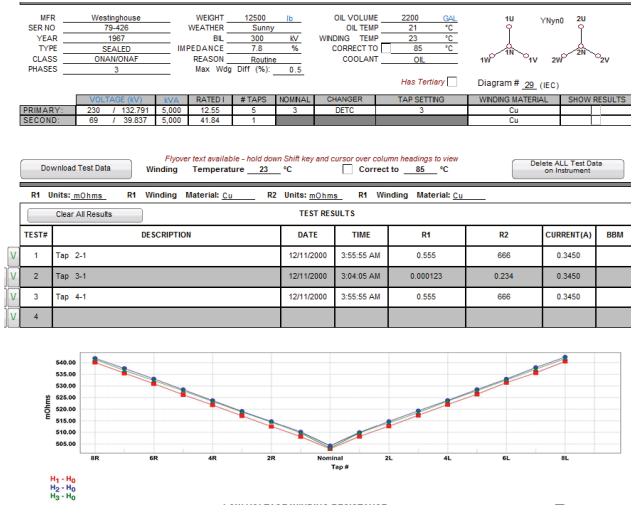 MFR Westinghouse WEIGHT 12500 lb OIL VOLUME 2200 GAL 1U YNyn0 2U
SER NO 79-426 WEATHER Sunny OIL TEMP 21 °C
YEAR 1967 BIL 300 kV WINDING TEMP 23 °C
TYPE SEALED IMPEDANCE 7.8 % CORRECT TO 85 °C
CLASS ONAN/ONAF REASON Routine COOLANT OIL 1W 1N 1V 2W 2N 2V
PHASES 3 Max Wdg Diff (%): 0.5
Has Tertiary Diagram # 29 (IEC)
VOLTAGE (kV) kVA RATED I # TAPS NOMINAL CHANGER TAP SETTING WINDING MATERIAL SHOW RESULTS
PRIMARY: 230 / 132.791 5,000 12.55 5 3 DETC 3 Cu
SECOND: 69 / 39.837 5,000 41.84 1 Cu
Flyover text available - hold down Shift key and cursor over column headings to view
Download Test Data Winding Temperature 23 °C Correct to 85 °C Delete ALL Test Data on Instrument
R1 Units: mOhms R1 Winding Material: Cu R2 Units: mOhms R1 Winding Material: Cu
Clear All Results TEST RESULTS
TEST# DESCRIPTION DATE TIME R1 R2 CURRENT(A) BBM
V 1 Tap 2-1 12/11/2000 3:55:55 AM 0.555 666 0.3450
V 2 Tap 3-1 12/11/2000 3:04:05 AM 0.000123 0.234 0.3450
V 3 Tap 4-1 12/11/2000 3:55:55 AM 0.555 666 0.3450
V 4
540.00
535.00
530.00
525.00
520.00
515.00
510.00
505.00
mOhms
8R 6R 4R 2R Nominal 2L 4L 6L 8L
Tap #
H1 - H0
H2 - H0
H3 - H0